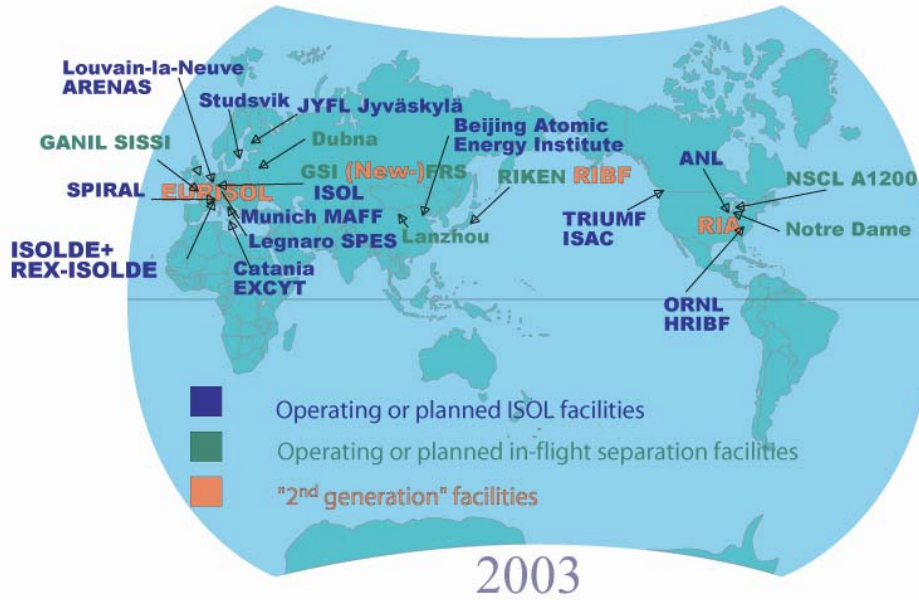 Louvain-la-Neuve
ARENAS
Studsvik
JYFL Jyväskylä
GANIL SISSI
Dubna
Beijing Atomic
Energy Institute
GSI (New-)FRS
ISOL
SPIRAL
EURISOL
RIKEN RIBF
ANL
NSCL A1200
Munich MAFF
Legnaro SPES
Lanzhou
TRIUMF
ISAC
RIA
Notre Dame
ISOLDE+
REX-ISOLDE
Catania
EXCYT
ORNL
HRIBF
Operating or planned ISOL facilities
Operating or planned in-flight separation facilities
"2nd generation" facilities
2003